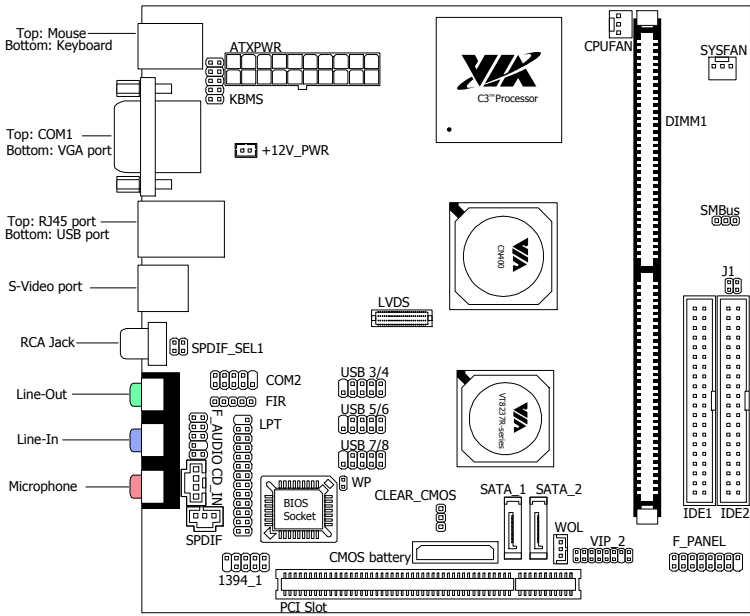 Top: Mouse
Bottom: Keyboard
ATXPWR
KBMS
VIA
C3™Processor
CPUFAN
SYSFAN
DIMM1
Top: COM1
Bottom: VGA port
+12V_PWR
Top: RJ45 port
Bottom: USB port
VIA
CN400
SMBus
S-Video port
J1
LVDS
RCA Jack
SPDIF_SEL1
COM2
USB 3/4
Line-Out
FIR
USB 5/6
VIA
VT8237R-series
F_AUDIO
LPT
Line-In
USB 7/8
CD_IN
WP
Microphone
BIOS
Socket
CLEAR_CMOS
SATA_1
SATA_2
IDE1
IDE2
SPDIF
WOL
VIP_2
F_PANEL
CMOS battery
1394_1
PCI Slot